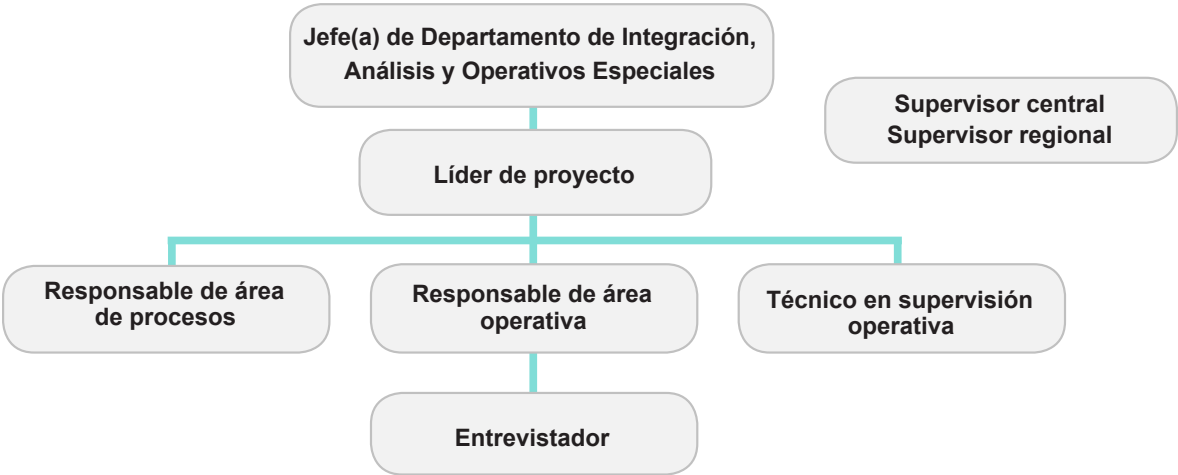 Jefe(a) de Departamento de Integración,
Análisis y Operativos Especiales
Supervisor central
Supervisor regional
Líder de proyecto
Responsable de área
de procesos
Responsable de área
operativa
Técnico en supervisión
operativa
Entrevistador